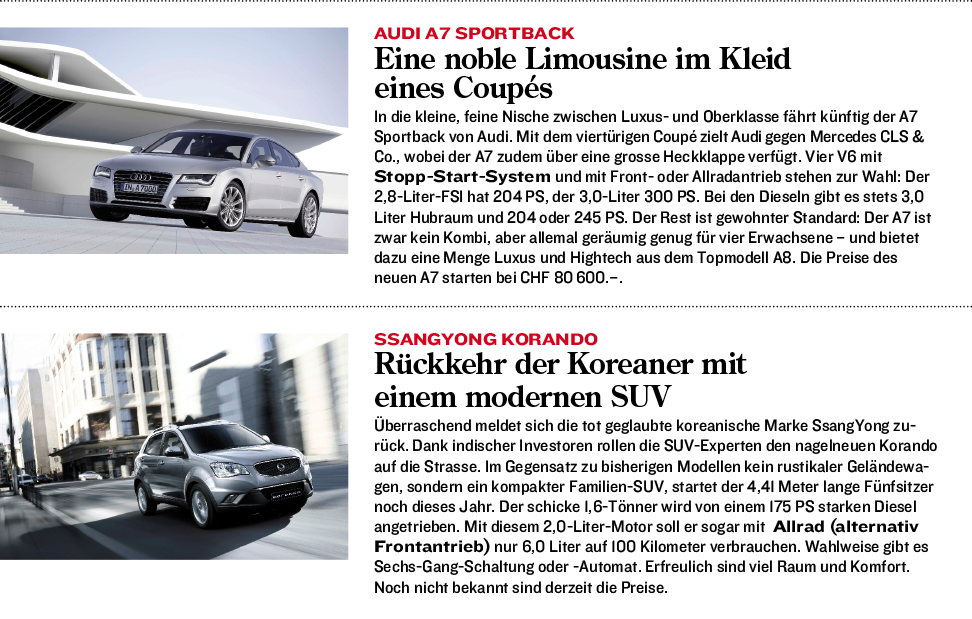 AUDI A7 SPORTBACK
Eine noble Limousine im Kleid
eines Coupés
In die kleine, feine Nische zwischen Luxus- und Oberklasse fährt künftig der A7
Sportback von Audi. Mit dem viertürigen Coupé zielt Audi gegen Mercedes CLS &
Co., wobei der A7 zudem über eine grosse Heckklappe verfügt. Vier V6 mit
Stopp-Start-System und mit Front- oder Allradantrieb stehen zur Wahl: Der
2,8-Liter-FSI hat 204 PS, der 3,0-Liter 300 PS. Bei den Dieseln gibt es stets 3,0
Liter Hubraum und 204 oder 245 PS. Der Rest ist gewohnter Standard: Der A7 ist
zwar kein Kombi, aber allemal geräumig genug für vier Erwachsene – und bietet
dazu eine Menge Luxus und Hightech aus dem Topmodell A8. Die Preise des
neuen A7 starten bei CHF 80 600.–.
IN A 7000
SSANGYONG KORANDO
Rückkehr der Koreaner mit
einem modernen SUV
Überraschend meldet sich die tot geglaubte koreanische Marke SsangYong zu-
rück. Dank indischer Investoren rollen die SUV-Experten den nagelneuen Korando
auf die Strasse. Im Gegensatz zu bisherigen Modellen kein rustikaler Geländewa-
gen, sondern ein kompakter Familien-SUV, startet der 4,41 Meter lange Fünfsitzer
noch dieses Jahr. Der schicke 1,6-Tönner wird von einem 175 PS starken Diesel
angetrieben. Mit diesem 2,0-Liter-Motor soll er sogar mit Allrad (alternativ
Frontantrieb) nur 6,0 Liter auf 100 Kilometer verbrauchen. Wahlweise gibt es
Sechs-Gang-Schaltung oder -Automat. Erfreulich sind viel Raum und Komfort.
Noch nicht bekannt sind derzeit die Preise.
KORANDO